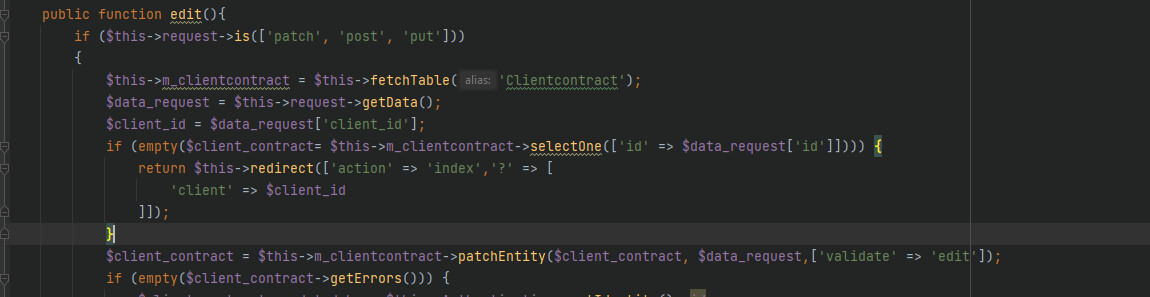 public function edit(){
if ($this->request->is(['patch', 'post', 'put']))
{
$this->m_clientcontract = $this->fetchTable( alias: 'Clientcontract');
$data_request = $this->request->getData();
$client_id = $data_request['client_id'];
if (empty($client_contract= $this->m_clientcontract->selectOne(['id' => $data_request['id']]))) {
return $this->redirect(['action' => 'index','?' => [
'client' => $client_id
]]);
}
$client_contract = $this->m_clientcontract->patchEntity($client_contract, $data_request,['validate' => 'edit']);
if (empty($client_contract->getErrors())) {